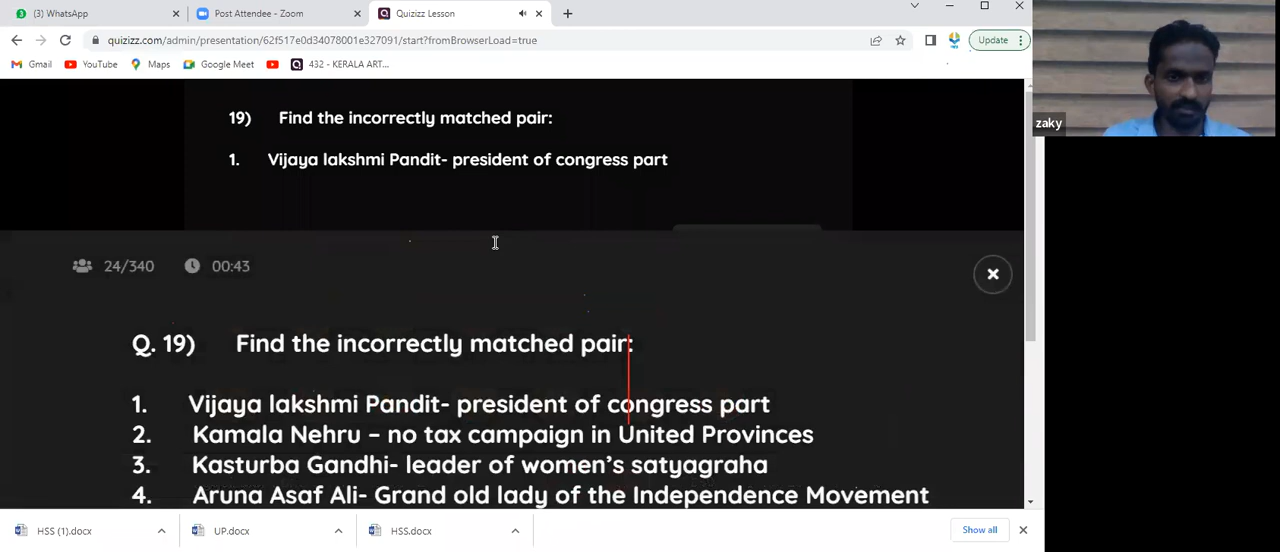 (3) WhatsApp
Post Attendee - Zoom
Quizizz Lesson
quizizz.com/admin/presentation/62f517e0d34078001e327091/start?fromBrowserLoad=true
Update
Gmail
YouTube
Maps
Google Meet
432 - KERALA ART...
zaky
19) Find the incorrectly matched pair:
1. Vijaya lakshmi Pandit- president of congress part
24/340
00:43
Q. 19) Find the incorrectly matched pair:
1. Vijaya lakshmi Pandit- president of congress part
2. Kamala Nehru – no tax campaign in United Provinces
3. Kasturba Gandhi- leader of women's satyagraha
4. Aruna Asaf Ali- Grand old lady of the Independence Movement
HSS (1).docx
UP.docx
HSS.docx
Show all